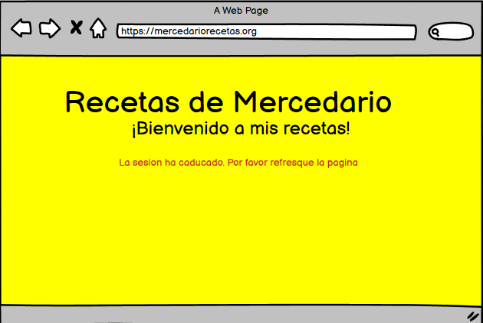 A Web Page
https://mercedariorecetas.org
Recetas de Mercedario
¡Bienvenido a mis recetas!
La sesion ha caducado. Por favor refresque la pagina